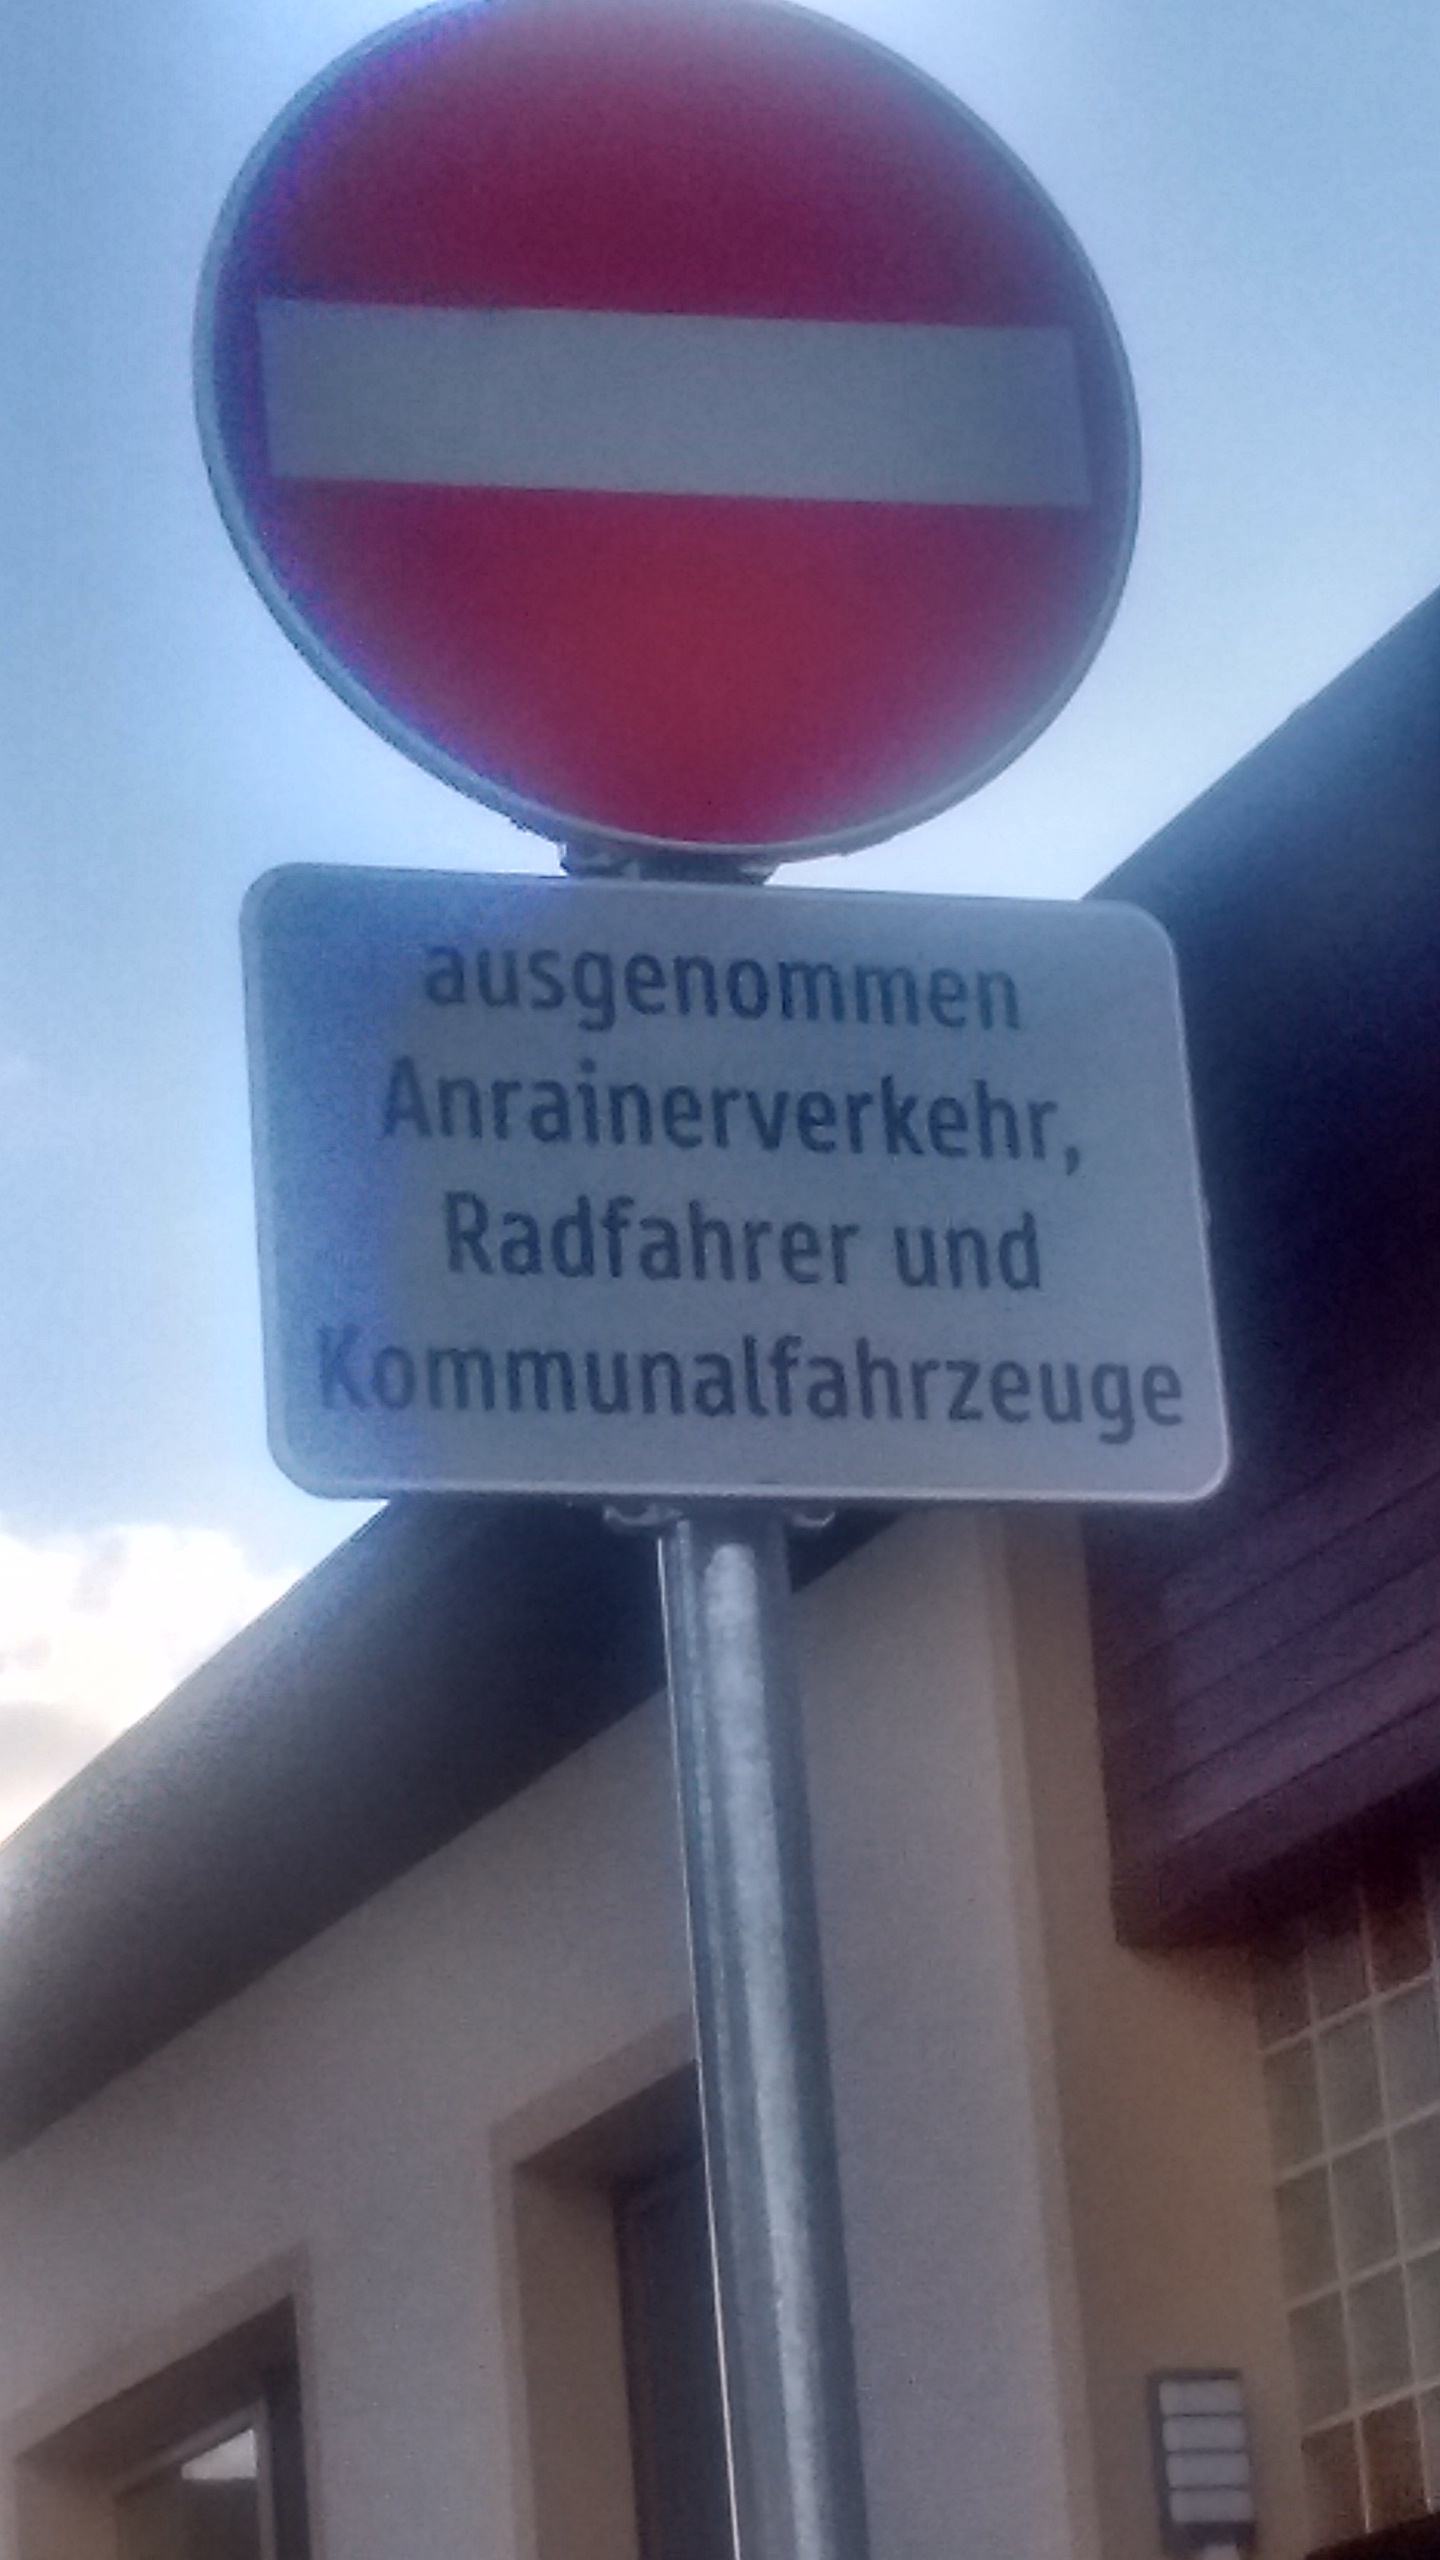 ausgenommen
Anrainerverkehr,
Radfahrer und
Kommunalfahrzeuge